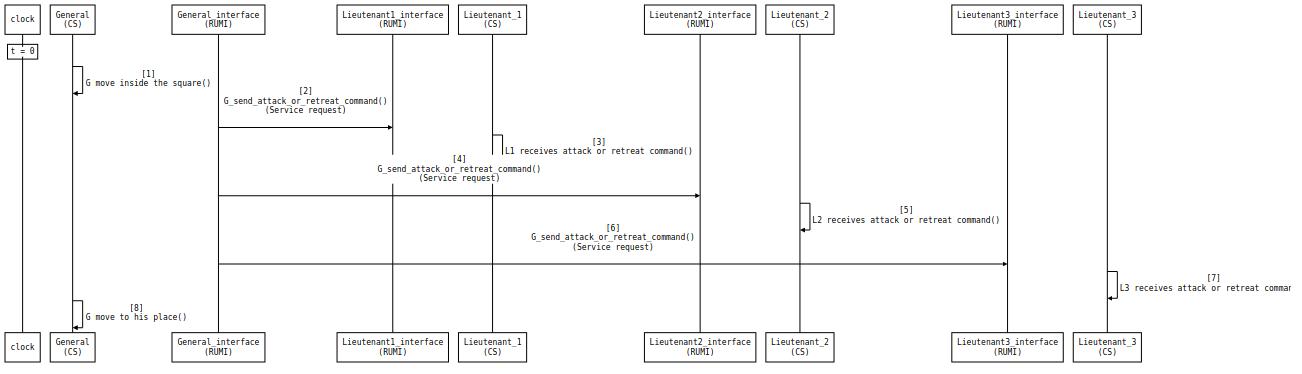 clock
General
(CS)
General_interface
(RUMI)
Lieutenant1_interface
(RUMI)
Lieutenant_1
(CS)
Lieutenant2_interface
(RUMI)
Lieutenant_2
(CS)
Lieutenant3_interface
(RUMI)
Lieutenant_3
(CS)
t = 0
[1]
G move inside the square()
[2]
G_send_attack_or_retreat_command()
(Service request)
[3]
L1 receives attack or retreat command()
[4]
G_send_attack_or_retreat_command()
(Service request)
[5]
L2 receives attack or retreat command()
[6]
G_send_attack_or_retreat_command()
(Service request)
[7]
L3 receives attack or retreat comman
[8]
G move to his place()
clock
General
(CS)
General_interface
(RUMI)
Lieutenant1_interface
(RUMI)
Lieutenant_1
(CS)
Lieutenant2_interface
(RUMI)
Lieutenant_2
(CS)
Lieutenant3_interface
(RUMI)
Lieutenant_3
(CS)